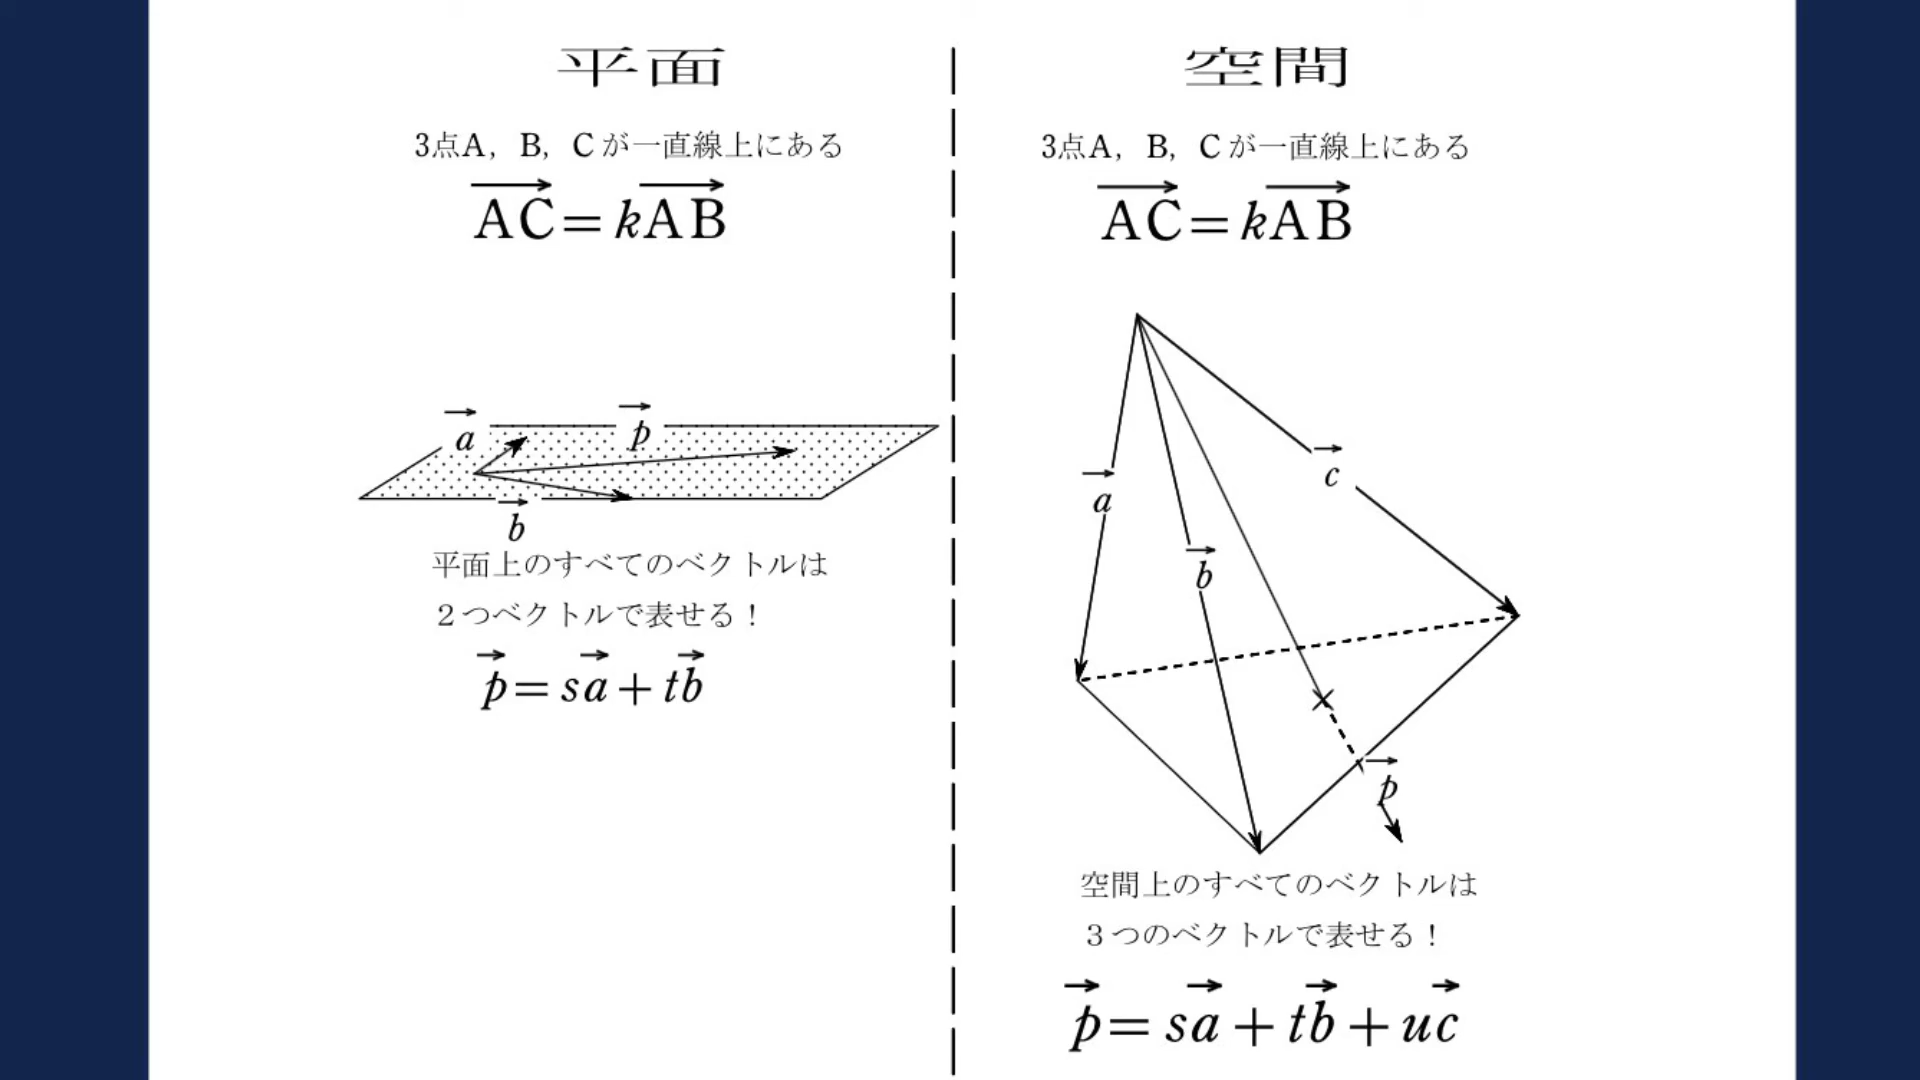 平面
3点A, B, Cが一直線上にある
AC = kAB
a
p
b
平面上のすべてのベクトルは
２つベクトルで表せる！
p = sa + tb
空間
3点A, B, Cが一直線上にある
AC = kAB
a
b
c
p
空間上のすべてのベクトルは
３つのベクトルで表せる！
p = sa + tb + uc